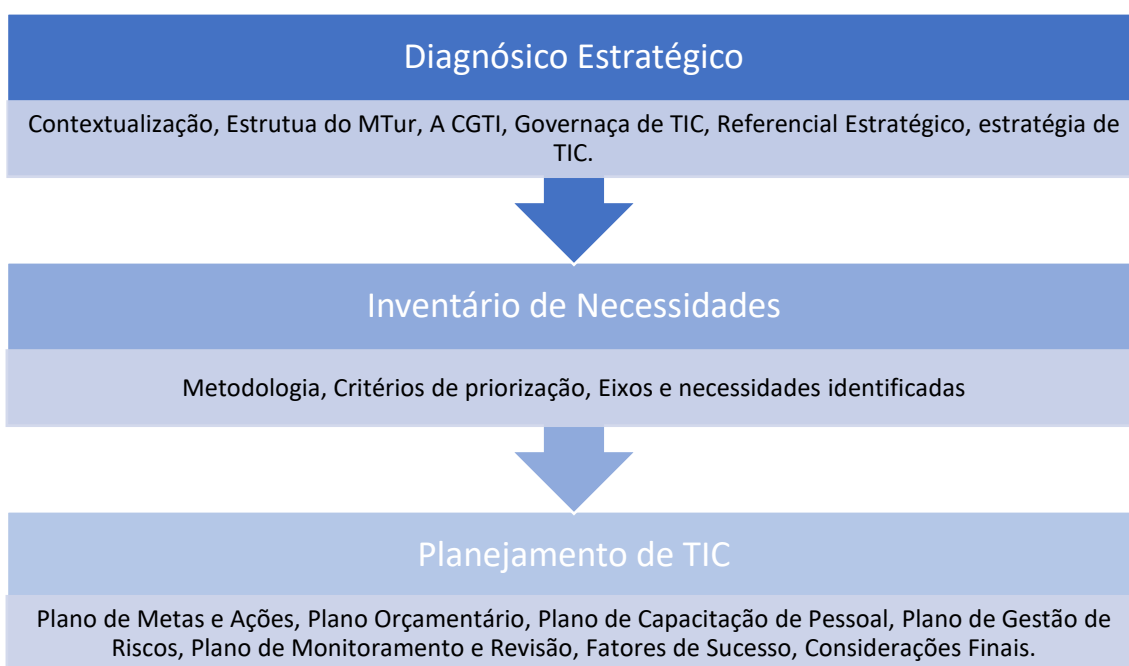 Diagnósico Estratégico
Contextualização, Estrutua do MTur, A CGTI, Governaça de TIC, Referencial Estratégico, estratégia de
TIC.
Inventário de Necessidades
Metodologia, Critérios de priorização, Eixos e necessidades identificadas
Planejamento de TIC
Plano de Metas e Ações, Plano Orçamentário, Plano de Capacitação de Pessoal, Plano de Gestão de
Riscos, Plano de Monitoramento e Revisão, Fatores de Sucesso, Considerações Finais.